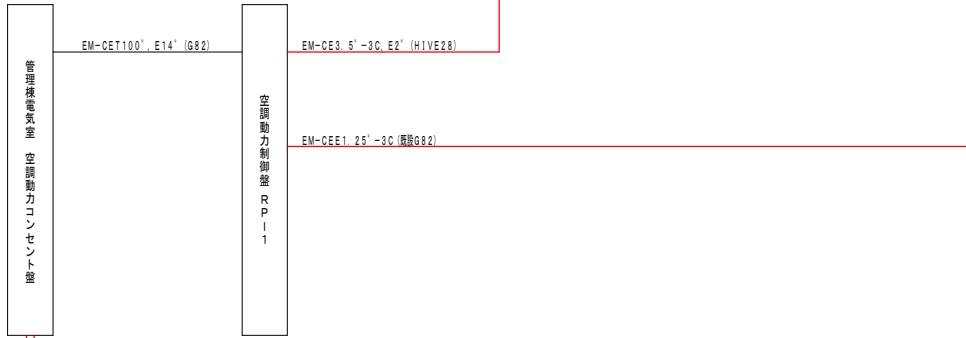 EM-CET100°,E14°(G82)
EM-CE3.5°-3C,E2°(HIVE28)
管理棟電気室 空調動力コンセント盤
空調動力制御盤 RPI1
EM-CEE1.25°-3C(既設G82)